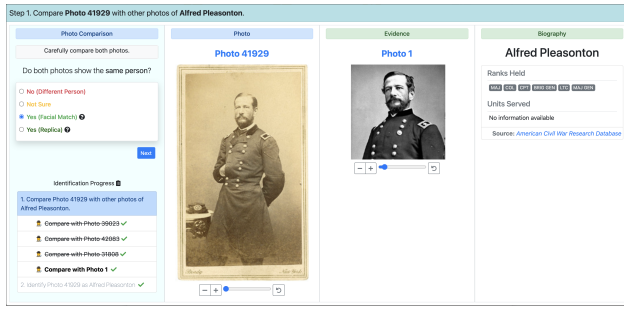 Step 1. Compare Photo 41929 with other photos of Alfred Pleasonton.
Photo Comparison
Carefully compare both photos.
Do both photos show the same person?
No (Different Person)
Not Sure
Yes (Facial Match)
Yes (Replica)
Next
Identification Progress
1. Compare Photo 41929 with other photos of
Alfred Pleasonton.
Compare with Photo 39023
Compare with Photo 42083
Compare with Photo 31808
Compare with Photo 1
2. Identify Photo 41929 as Alfred Pleasonton
Photo
Photo 41929
New York
Evidence
Photo 1
Biography
Alfred Pleasonton
Ranks Held
MAJ COL CPT BRIG GEN LTC MAJ GEN
Units Served
No information available
Source: American Civil War Research Database